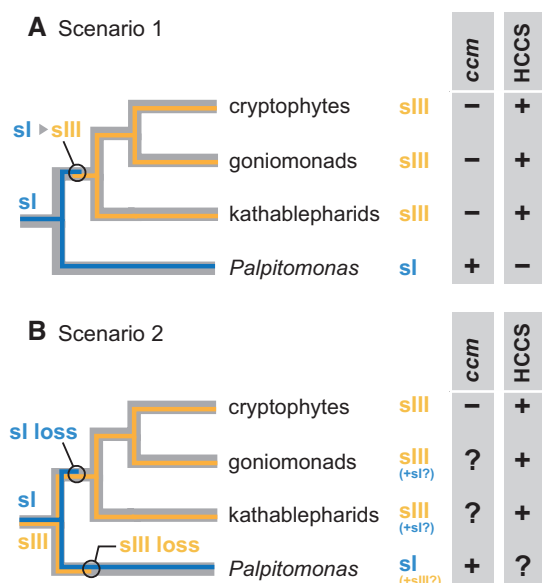 A Scenario 1
ccm
HCCS
sI ▶ sIII
sI
cryptophytes sIII − +
goniomonads sIII − +
kathablepharids sIII − +
Palpitomonas sI + −
B Scenario 2
ccm
HCCS
sI loss
sI
sIII
sIII loss
cryptophytes sIII − +
goniomonads sIII ? +
(+sI?)
kathablepharids sIII ? +
(+sI?)
Palpitomonas sI + ?
(+sIII?)